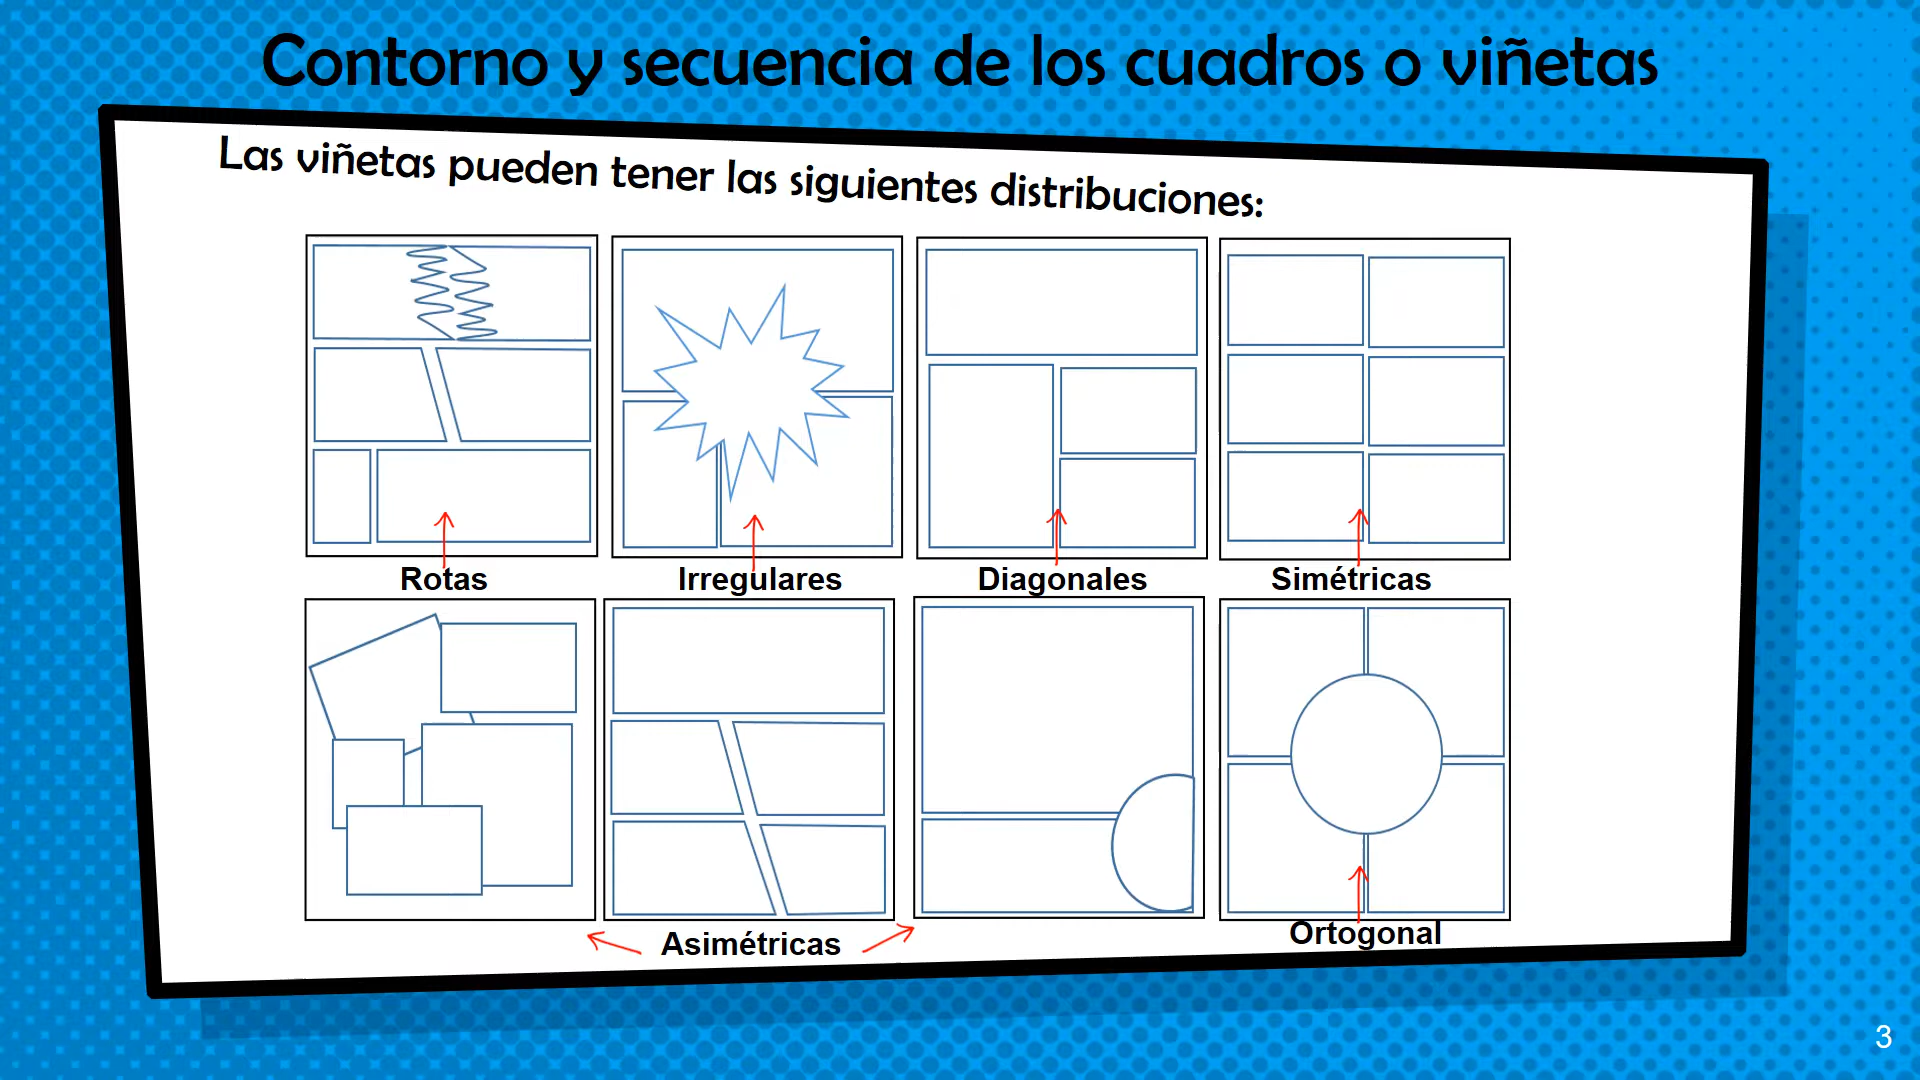 Contorno y secuencia de los cuadros o viñetas
Las viñetas pueden tener las siguientes distribuciones:
Rotas
Irregulares
Diagonales
Simétricas
Asimétricas
Ortogonal
3